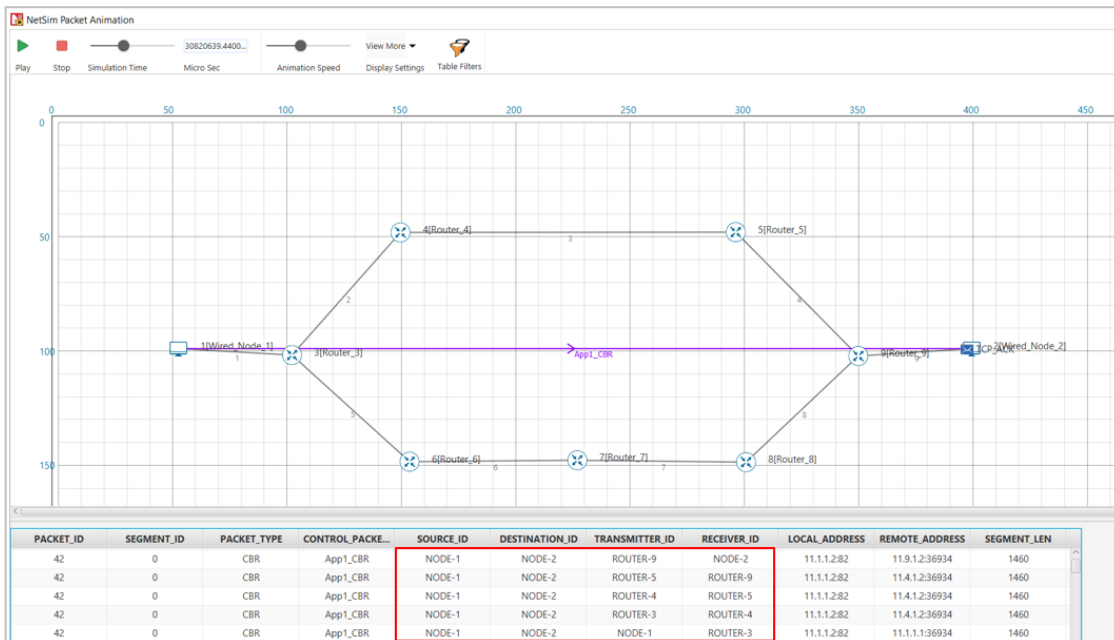 NetSim Packet Animation
30820639.4400... View More
Play Stop Simulation Time Micro Sec Animation Speed Display Settings Table Filters
0 50 100 150 200 250 300 350 400 450
0
4[Router_4] 5[Router_5]
50
3
2 4
1[Wired_Node_1] 2[Wired_Node_2]
1 3[Router_3] App1_CBR 9[Router_9] TCP_ACK
100
9
5 8
6[Router_6] 7[Router_7] 8[Router_8]
150
6 7
PACKET_ID SEGMENT_ID PACKET_TYPE CONTROL_PACKE... SOURCE_ID DESTINATION_ID TRANSMITTER_ID RECEIVER_ID LOCAL_ADDRESS REMOTE_ADDRESS SEGMENT_LEN
42 0 CBR App1_CBR NODE-1 NODE-2 ROUTER-9 NODE-2 11.1.1.2:82 11.9.1.2:36934 1460
42 0 CBR App1_CBR NODE-1 NODE-2 ROUTER-5 ROUTER-9 11.1.1.2:82 11.4.1.2:36934 1460
42 0 CBR App1_CBR NODE-1 NODE-2 ROUTER-4 ROUTER-5 11.1.1.2:82 11.4.1.2:36934 1460
42 0 CBR App1_CBR NODE-1 NODE-2 ROUTER-3 ROUTER-4 11.1.1.2:82 11.4.1.2:36934 1460
42 0 CBR App1_CBR NODE-1 NODE-2 NODE-1 ROUTER-3 11.1.1.2:82 11.1.1.1:36934 1460